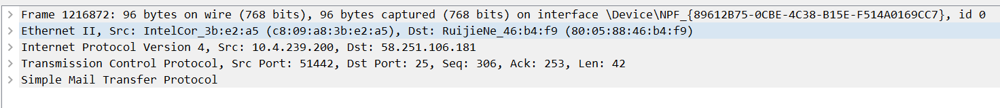 Frame 1216872: 96 bytes on wire (768 bits), 96 bytes captured (768 bits) on interface \Device\NPF_{89612B75-0CBE-4C38-B15E-F514A0169CC7}, id 0
Ethernet II, Src: IntelCor_3b:e2:a5 (c8:09:a8:3b:e2:a5), Dst: RuijieNe_46:b4:f9 (80:05:88:46:b4:f9)
Internet Protocol Version 4, Src: 10.4.239.200, Dst: 58.251.106.181
Transmission Control Protocol, Src Port: 51442, Dst Port: 25, Seq: 306, Ack: 253, Len: 42
Simple Mail Transfer Protocol